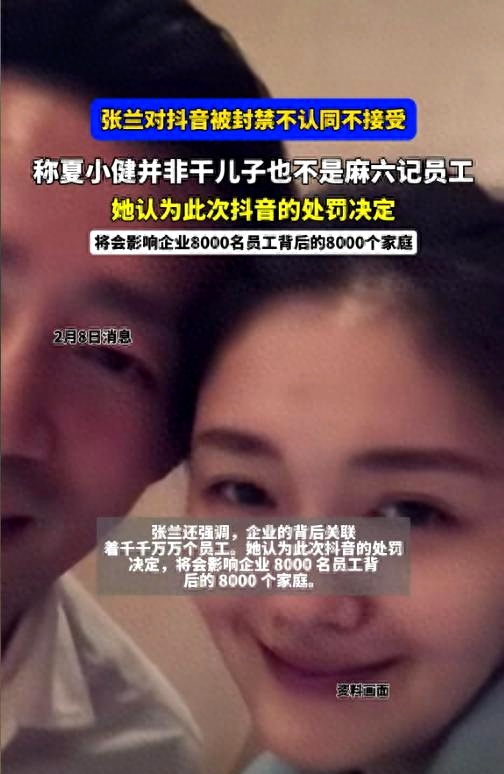 张兰对抖音被封禁不认同不接受
称夏小健并非干儿子也不是麻六记员工
她认为此次抖音的处罚决定
将会影响企业8000名员工背后的8000个家庭
2月8日消息
张兰还强调，企业的背后关联
着千千万万个员工。她认为此次抖音的处罚
决定，将会影响企业 8000 名员工背
后的 8000 个家庭。
资料画面